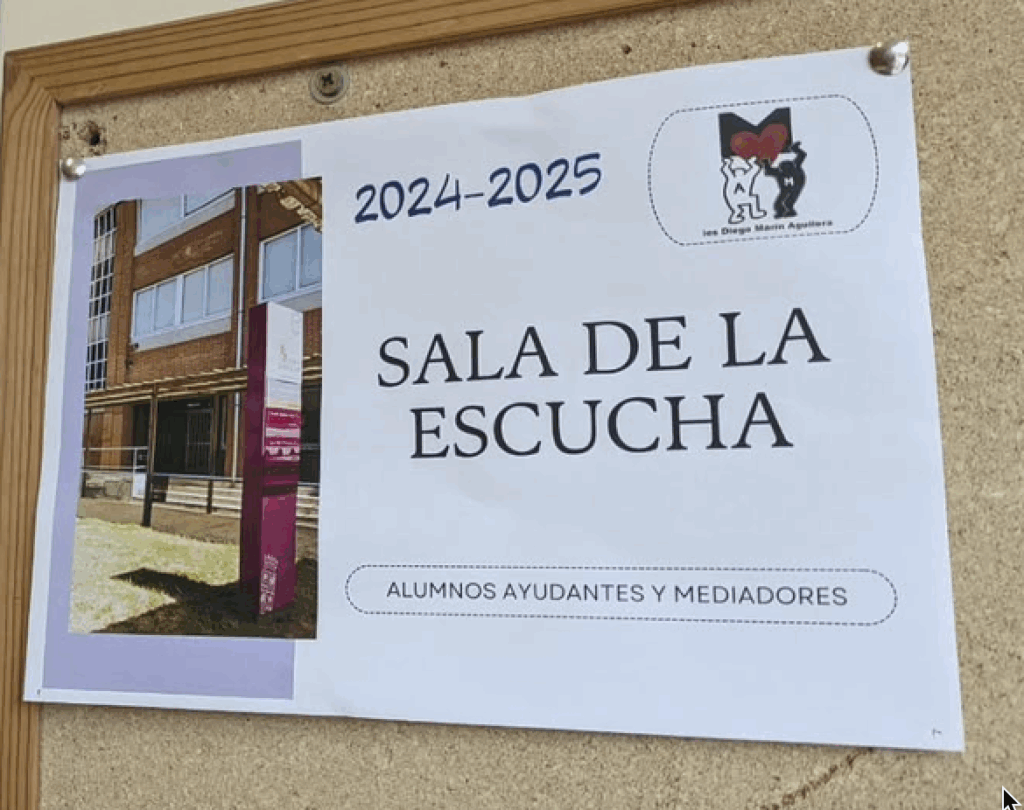 2024-2025
A M
ies Diego Marín Aguilera
SALA DE LA
ESCUCHA
ALUMNOS AYUDANTES Y MEDIADORES